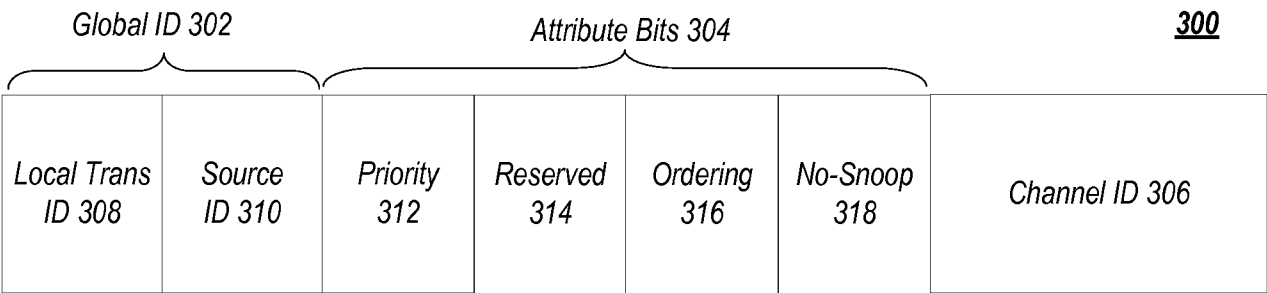 Global ID 302
Attribute Bits 304
300
Local Trans
ID 308
Source
ID 310
Priority
312
Reserved
314
Ordering
316
No-Snoop
318
Channel ID 306